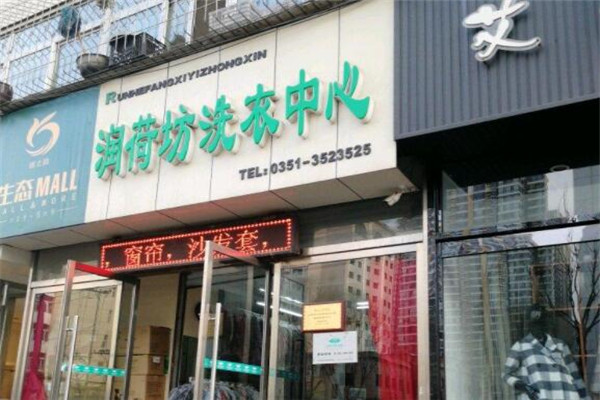 RUNHEFANGXIYIZHONGXIN
润荷坊洗衣中心
TEL:0351-3523525
生态MALL
艾
窗帘，沙发套，